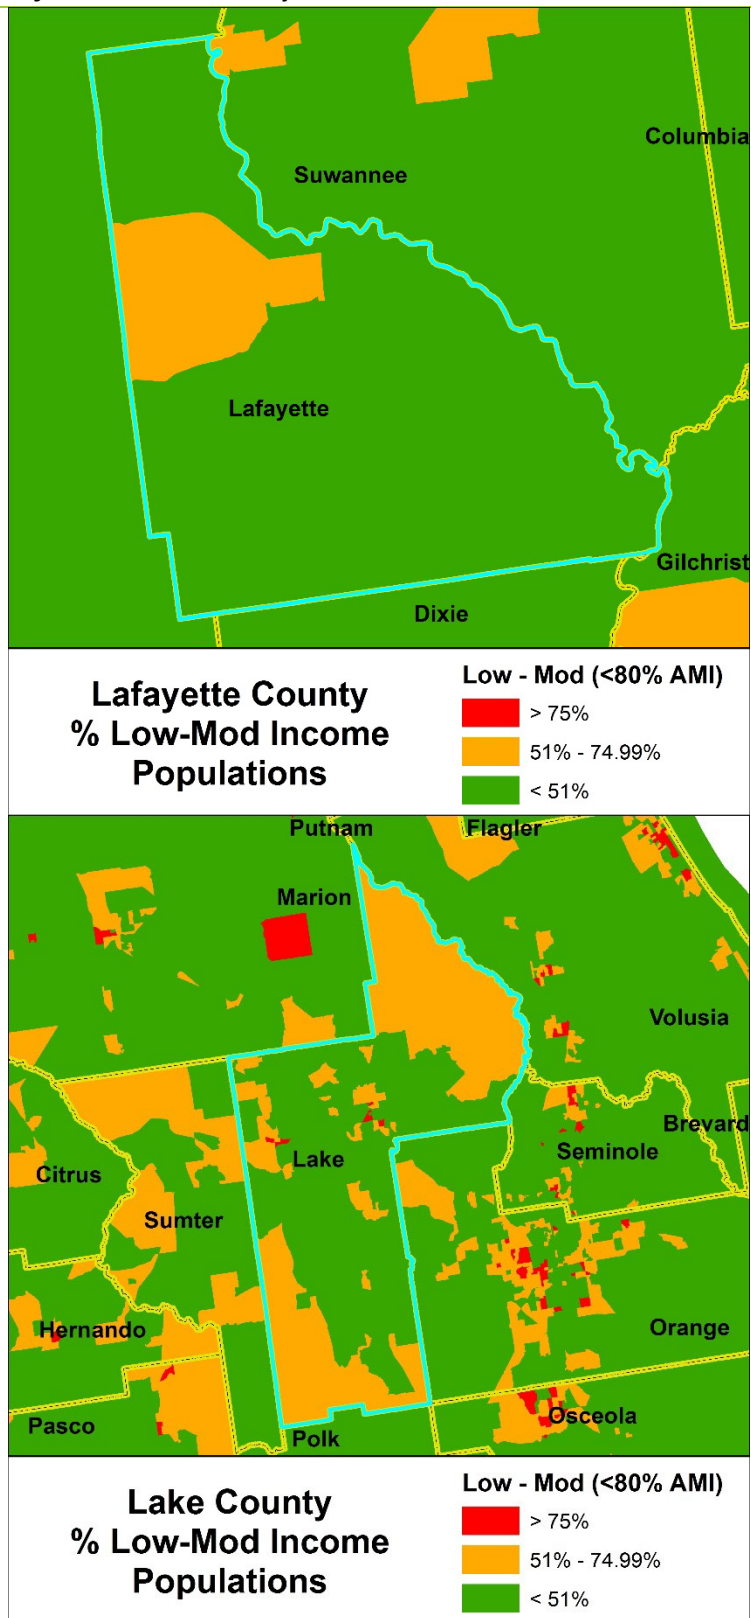 Columbia
Suwannee
Lafayette
Gilchrist
Dixie
Lafayette County
% Low-Mod Income
Populations
Low - Mod (<80% AMI)
> 75%
51% - 74.99%
< 51%
Putnam
Flagler
Marion
Volusia
Brevard
Seminole
Lake
Citrus
Sumter
Hernando
Orange
Pasco
Osceola
Polk
Lake County
% Low-Mod Income
Populations
Low - Mod (<80% AMI)
> 75%
51% - 74.99%
< 51%